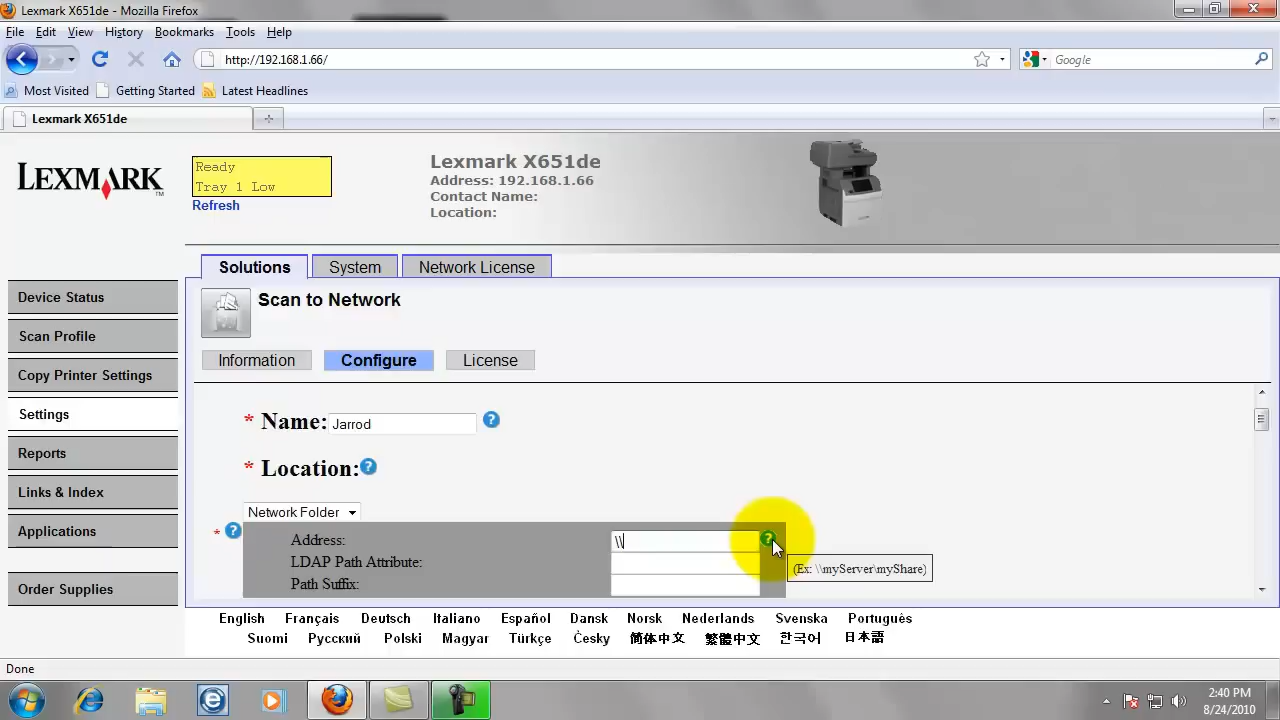 Lexmark X651de - Mozilla Firefox
File Edit View History Bookmarks Tools Help
http://192.168.1.66/
Google
Most Visited Getting Started Latest Headlines
Lexmark X651de
LEXMARK™
Ready
Tray 1 Low
Refresh
Lexmark X651de
Address: 192.168.1.66
Contact Name:
Location:
Solutions System Network License
Device Status
Scan Profile
Copy Printer Settings
Settings
Reports
Links & Index
Applications
Order Supplies
Scan to Network
Information Configure License
* Name: Jarrod ?
* Location: ?
Network Folder
* ?
Address: \\ ?
(Ex: \\myServer\myShare)
LDAP Path Attribute:
Path Suffix:
English Français Deutsch Italiano Español Dansk Norsk Nederlands Svenska Português
Suomi Русский Polski Magyar Türkçe Česky 简体中文 繁體中文 한국어 日本語
Done
2:40 PM
8/24/2010